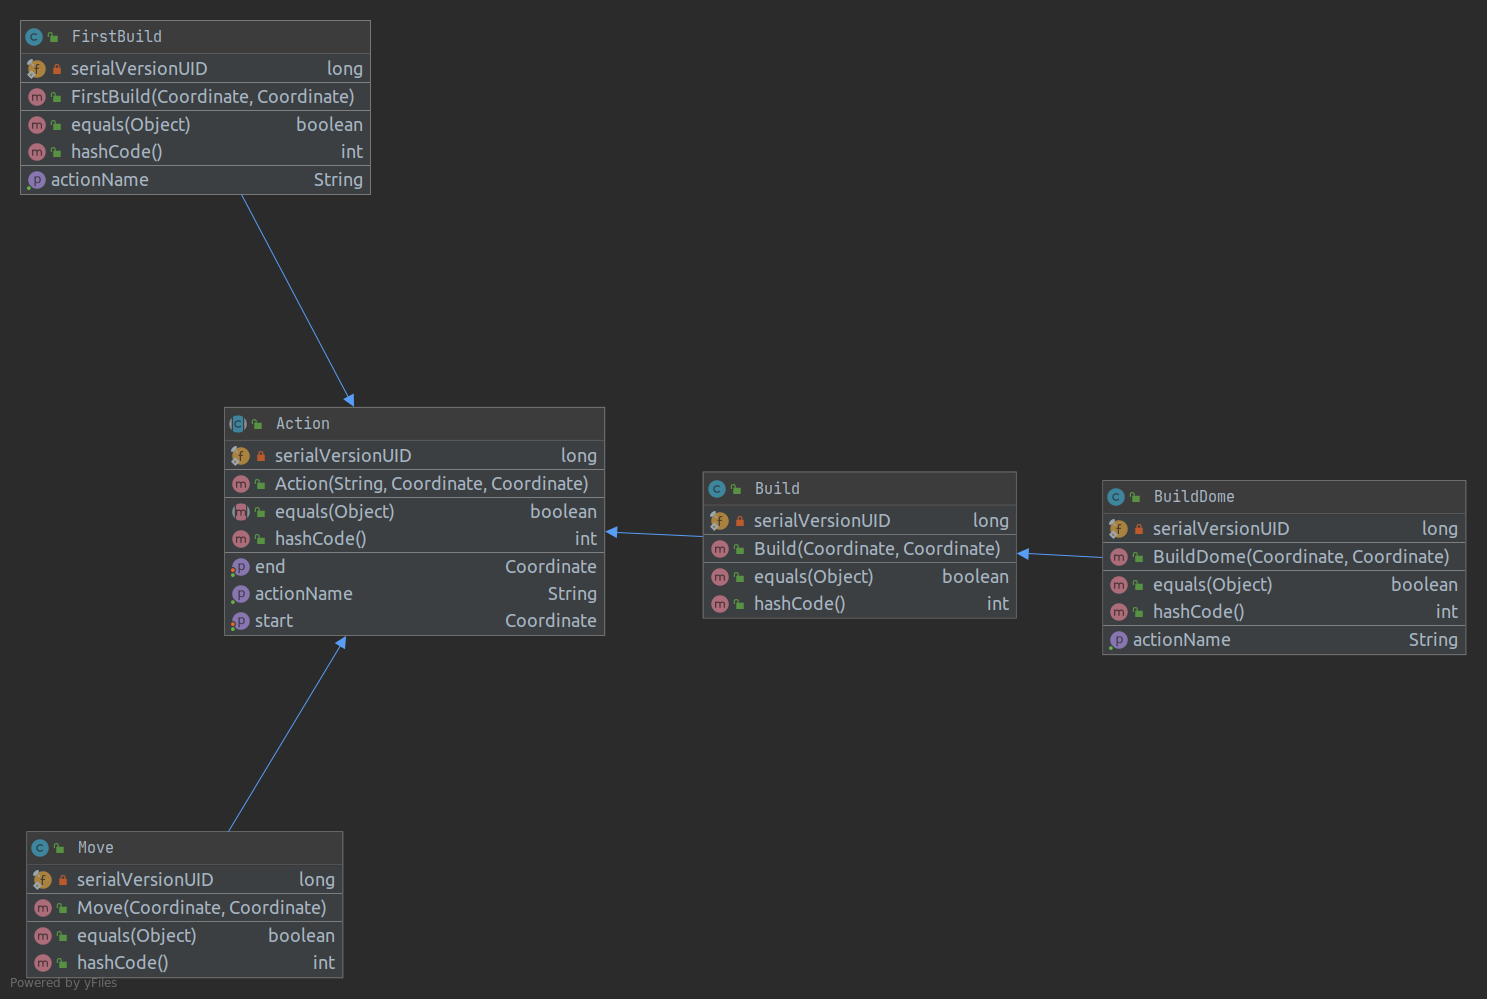 FirstBuild
serialVersionUID long
FirstBuild(Coordinate, Coordinate)
equals(Object) boolean
hashCode() int
actionName String
Action
serialVersionUID long
Action(String, Coordinate, Coordinate)
equals(Object) boolean
hashCode() int
end Coordinate
actionName String
start Coordinate
Build
serialVersionUID long
Build(Coordinate, Coordinate)
equals(Object) boolean
hashCode() int
BuildDome
serialVersionUID long
BuildDome(Coordinate, Coordinate)
equals(Object) boolean
hashCode() int
actionName String
Move
serialVersionUID long
Move(Coordinate, Coordinate)
equals(Object) boolean
hashCode() int
Powered by yFiles